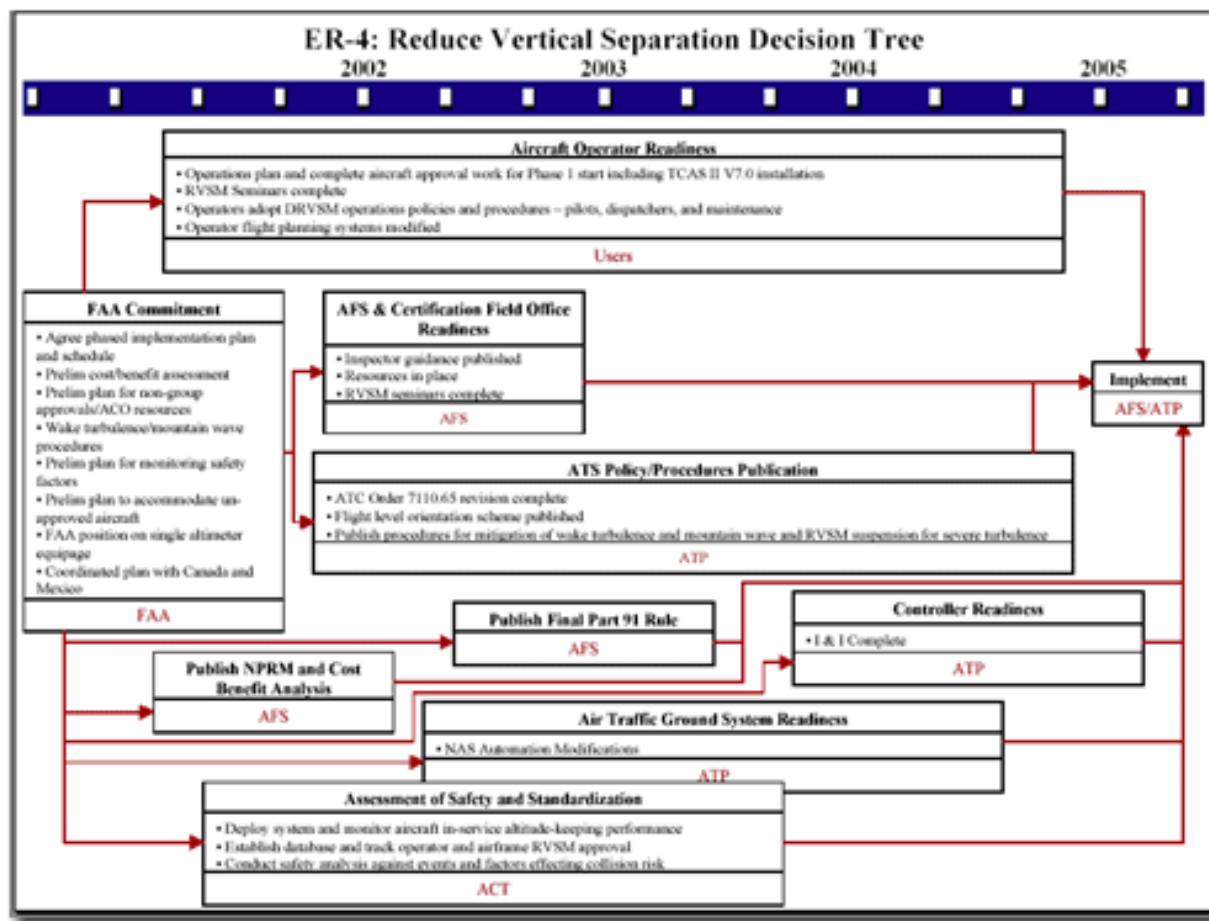 ER-4: Reduce Vertical Separation Decision Tree
2002 2003 2004 2005
Aircraft Operator Readiness
• Operations plan and complete aircraft approval work for Phase 1 start including TCAS II V7.0 installation
• RVSM Seminars complete
• Operators adopt DRVSM operations policies and procedures – pilots, dispatchers, and maintenance
• Operator flight planning systems modified
Users
FAA Commitment
• Agree phased implementation plan
and schedule
• Prelim cost/benefit assessment
• Prelim plan for non-group
approvals/ACO resources
• Wake turbulence/mountain wave
procedures
• Prelim plan for monitoring safety
factors
• Prelim plan to accommodate un-
approved aircraft
• FAA position on single altimeter
equipage
• Coordinated plan with Canada and
Mexico
FAA
AFS & Certification Field Office
Readiness
• Inspector guidance published
• Resources in place
• RVSM seminars complete
AFS
Implement
AFS/ATP
ATS Policy/Procedures Publication
• ATC Order 7110.65 revision complete
• Flight level orientation scheme published
• Publish procedures for mitigation of wake turbulence and mountain wave and RVSM suspension for severe turbulence
ATP
Publish Final Part 91 Rule
AFS
Controller Readiness
• I & I Complete
ATP
Publish NPRM and Cost
Benefit Analysis
AFS
Air Traffic Ground System Readiness
• NAS Automation Modifications
ATP
Assessment of Safety and Standardization
• Deploy system and monitor aircraft in-service altitude-keeping performance
• Establish database and track operator and airframe RVSM approval
• Conduct safety analysis against events and factors effecting collision risk
ACT